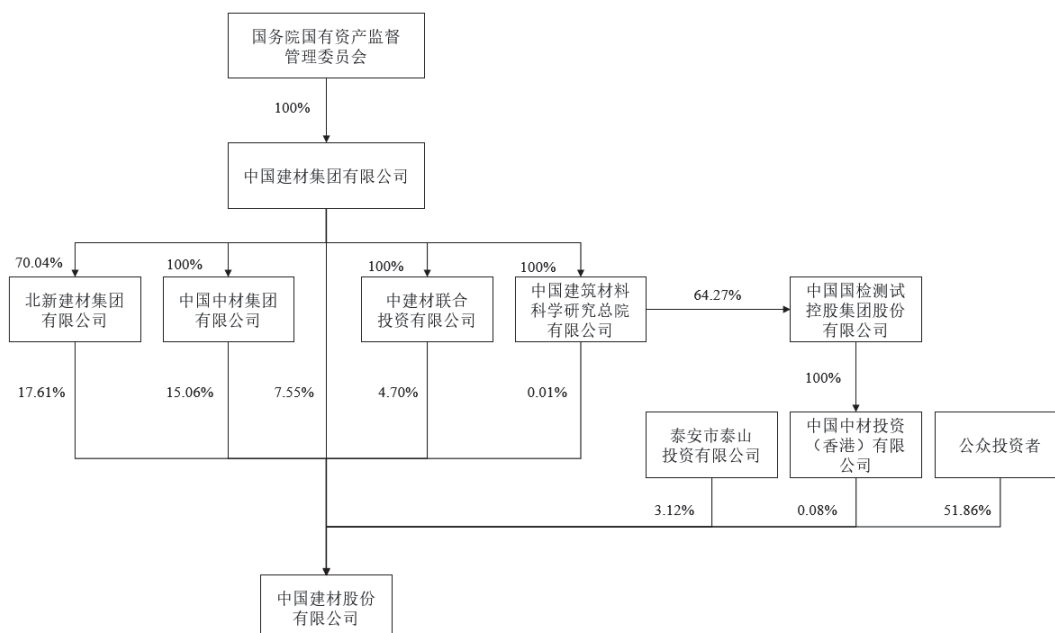 国务院国有资产监督
管理委员会
100%
中国建材集团有限公司
70.04%
100%
100%
100%
北新建材集团
有限公司
中国中材集团
有限公司
中建材联合
投资有限公司
中国建筑材料
科学研究总院
有限公司
64.27%
中国国检测试
控股集团股份
有限公司
17.61%
15.06%
7.55%
4.70%
0.01%
100%
泰安市泰山
投资有限公司
中国中材投资
（香港）有限
公司
公众投资者
3.12%
0.08%
51.86%
中国建材股份
有限公司